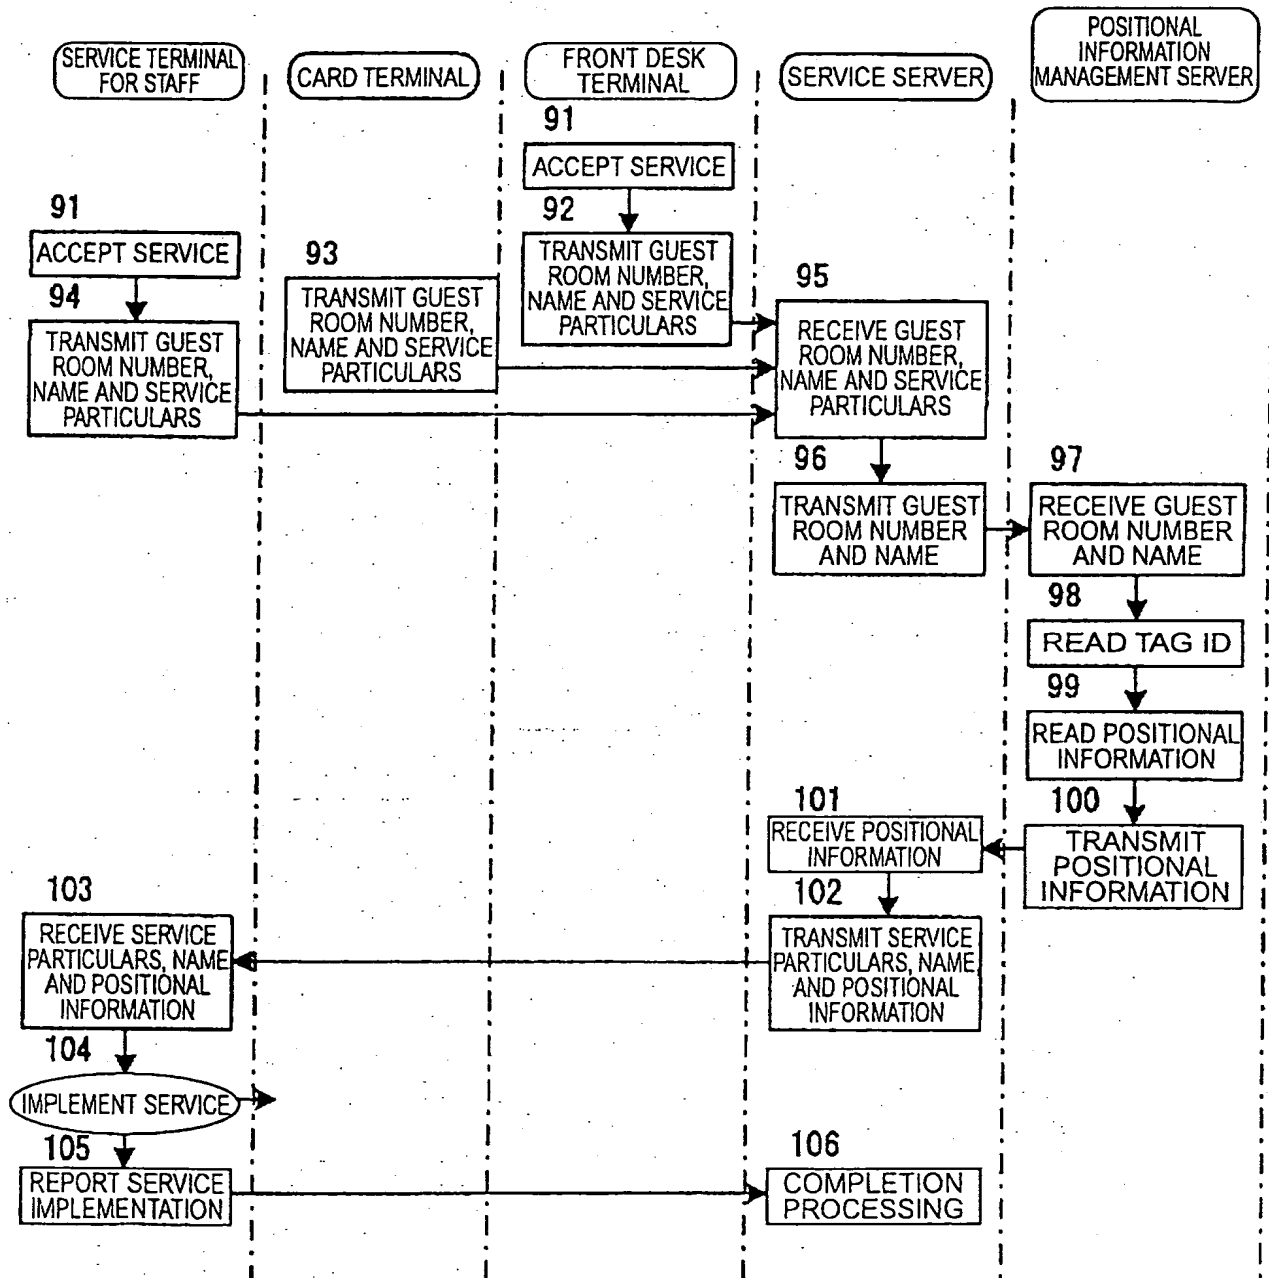 SERVICE TERMINAL
FOR STAFF
CARD TERMINAL
FRONT DESK
TERMINAL
SERVICE SERVER
POSITIONAL
INFORMATION
MANAGEMENT SERVER
91
ACCEPT SERVICE
92
TRANSMIT GUEST
ROOM NUMBER,
NAME AND SERVICE
PARTICULARS
91
ACCEPT SERVICE
94
TRANSMIT GUEST
ROOM NUMBER,
NAME AND SERVICE
PARTICULARS
93
TRANSMIT GUEST
ROOM NUMBER,
NAME AND SERVICE
PARTICULARS
95
RECEIVE GUEST
ROOM NUMBER,
NAME AND SERVICE
PARTICULARS
96
TRANSMIT GUEST
ROOM NUMBER
AND NAME
97
RECEIVE GUEST
ROOM NUMBER
AND NAME
98
READ TAG ID
99
READ POSITIONAL
INFORMATION
100
TRANSMIT
POSITIONAL
INFORMATION
101
RECEIVE POSITIONAL
INFORMATION
102
TRANSMIT SERVICE
PARTICULARS, NAME,
AND POSITIONAL
INFORMATION
103
RECEIVE SERVICE
PARTICULARS, NAME
AND POSITIONAL
INFORMATION
104
IMPLEMENT SERVICE
105
REPORT SERVICE
IMPLEMENTATION
106
COMPLETION
PROCESSING